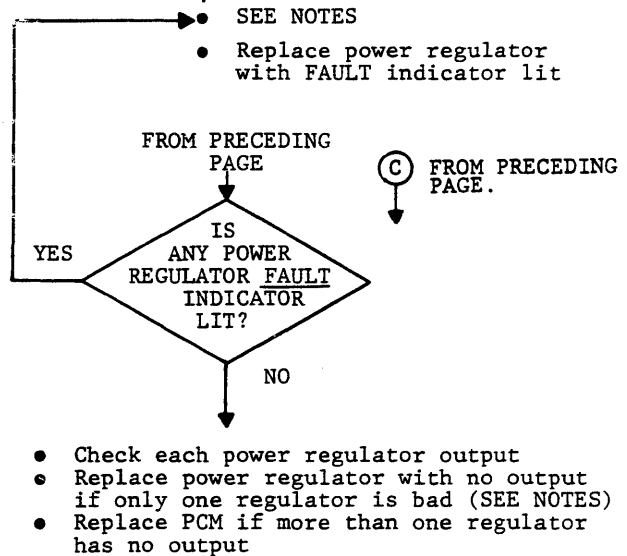 • SEE NOTES
• Replace power regulator
with FAULT indicator lit
FROM PRECEDING
PAGE
C FROM PRECEDING
PAGE.
IS
ANY POWER
REGULATOR FAULT
INDICATOR
LIT?
YES
NO
• Check each power regulator output
• Replace power regulator with no output
if only one regulator is bad (SEE NOTES)
• Replace PCM if more than one regulator
has no output